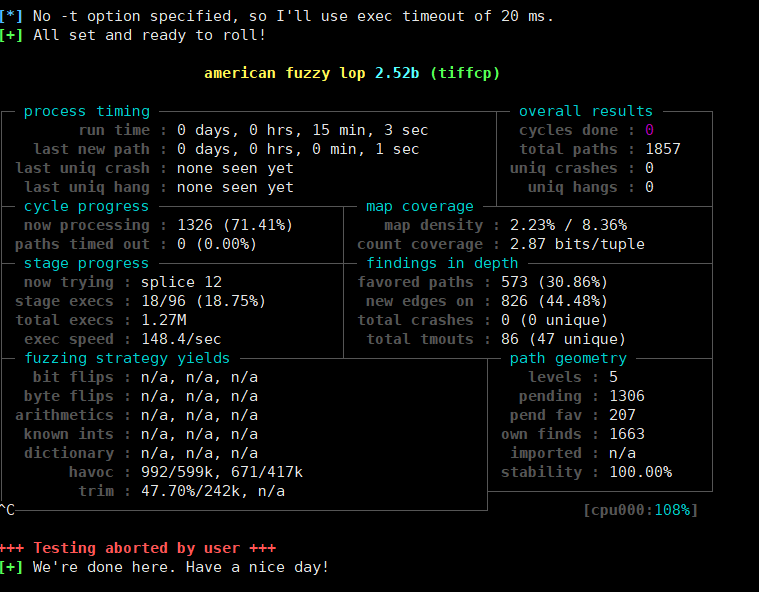 [*] No -t option specified, so I'll use exec timeout of 20 ms.
[+] All set and ready to roll!
american fuzzy lop 2.52b (tiffcp)
process timing overall results
run time : 0 days, 0 hrs, 15 min, 3 sec cycles done : 0
last new path : 0 days, 0 hrs, 0 min, 1 sec total paths : 1857
last uniq crash : none seen yet uniq crashes : 0
last uniq hang : none seen yet uniq hangs : 0
cycle progress map coverage
now processing : 1326 (71.41%) map density : 2.23% / 8.36%
paths timed out : 0 (0.00%) count coverage : 2.87 bits/tuple
stage progress findings in depth
now trying : splice 12 favored paths : 573 (30.86%)
stage execs : 18/96 (18.75%) new edges on : 826 (44.48%)
total execs : 1.27M total crashes : 0 (0 unique)
exec speed : 148.4/sec total tmouts : 86 (47 unique)
fuzzing strategy yields path geometry
bit flips : n/a, n/a, n/a levels : 5
byte flips : n/a, n/a, n/a pending : 1306
arithmetics : n/a, n/a, n/a pend fav : 207
known ints : n/a, n/a, n/a own finds : 1663
dictionary : n/a, n/a, n/a imported : n/a
havoc : 992/599k, 671/417k stability : 100.00%
trim : 47.70%/242k, n/a
^C [cpu000:108%]
+++ Testing aborted by user +++
[+] We're done here. Have a nice day!